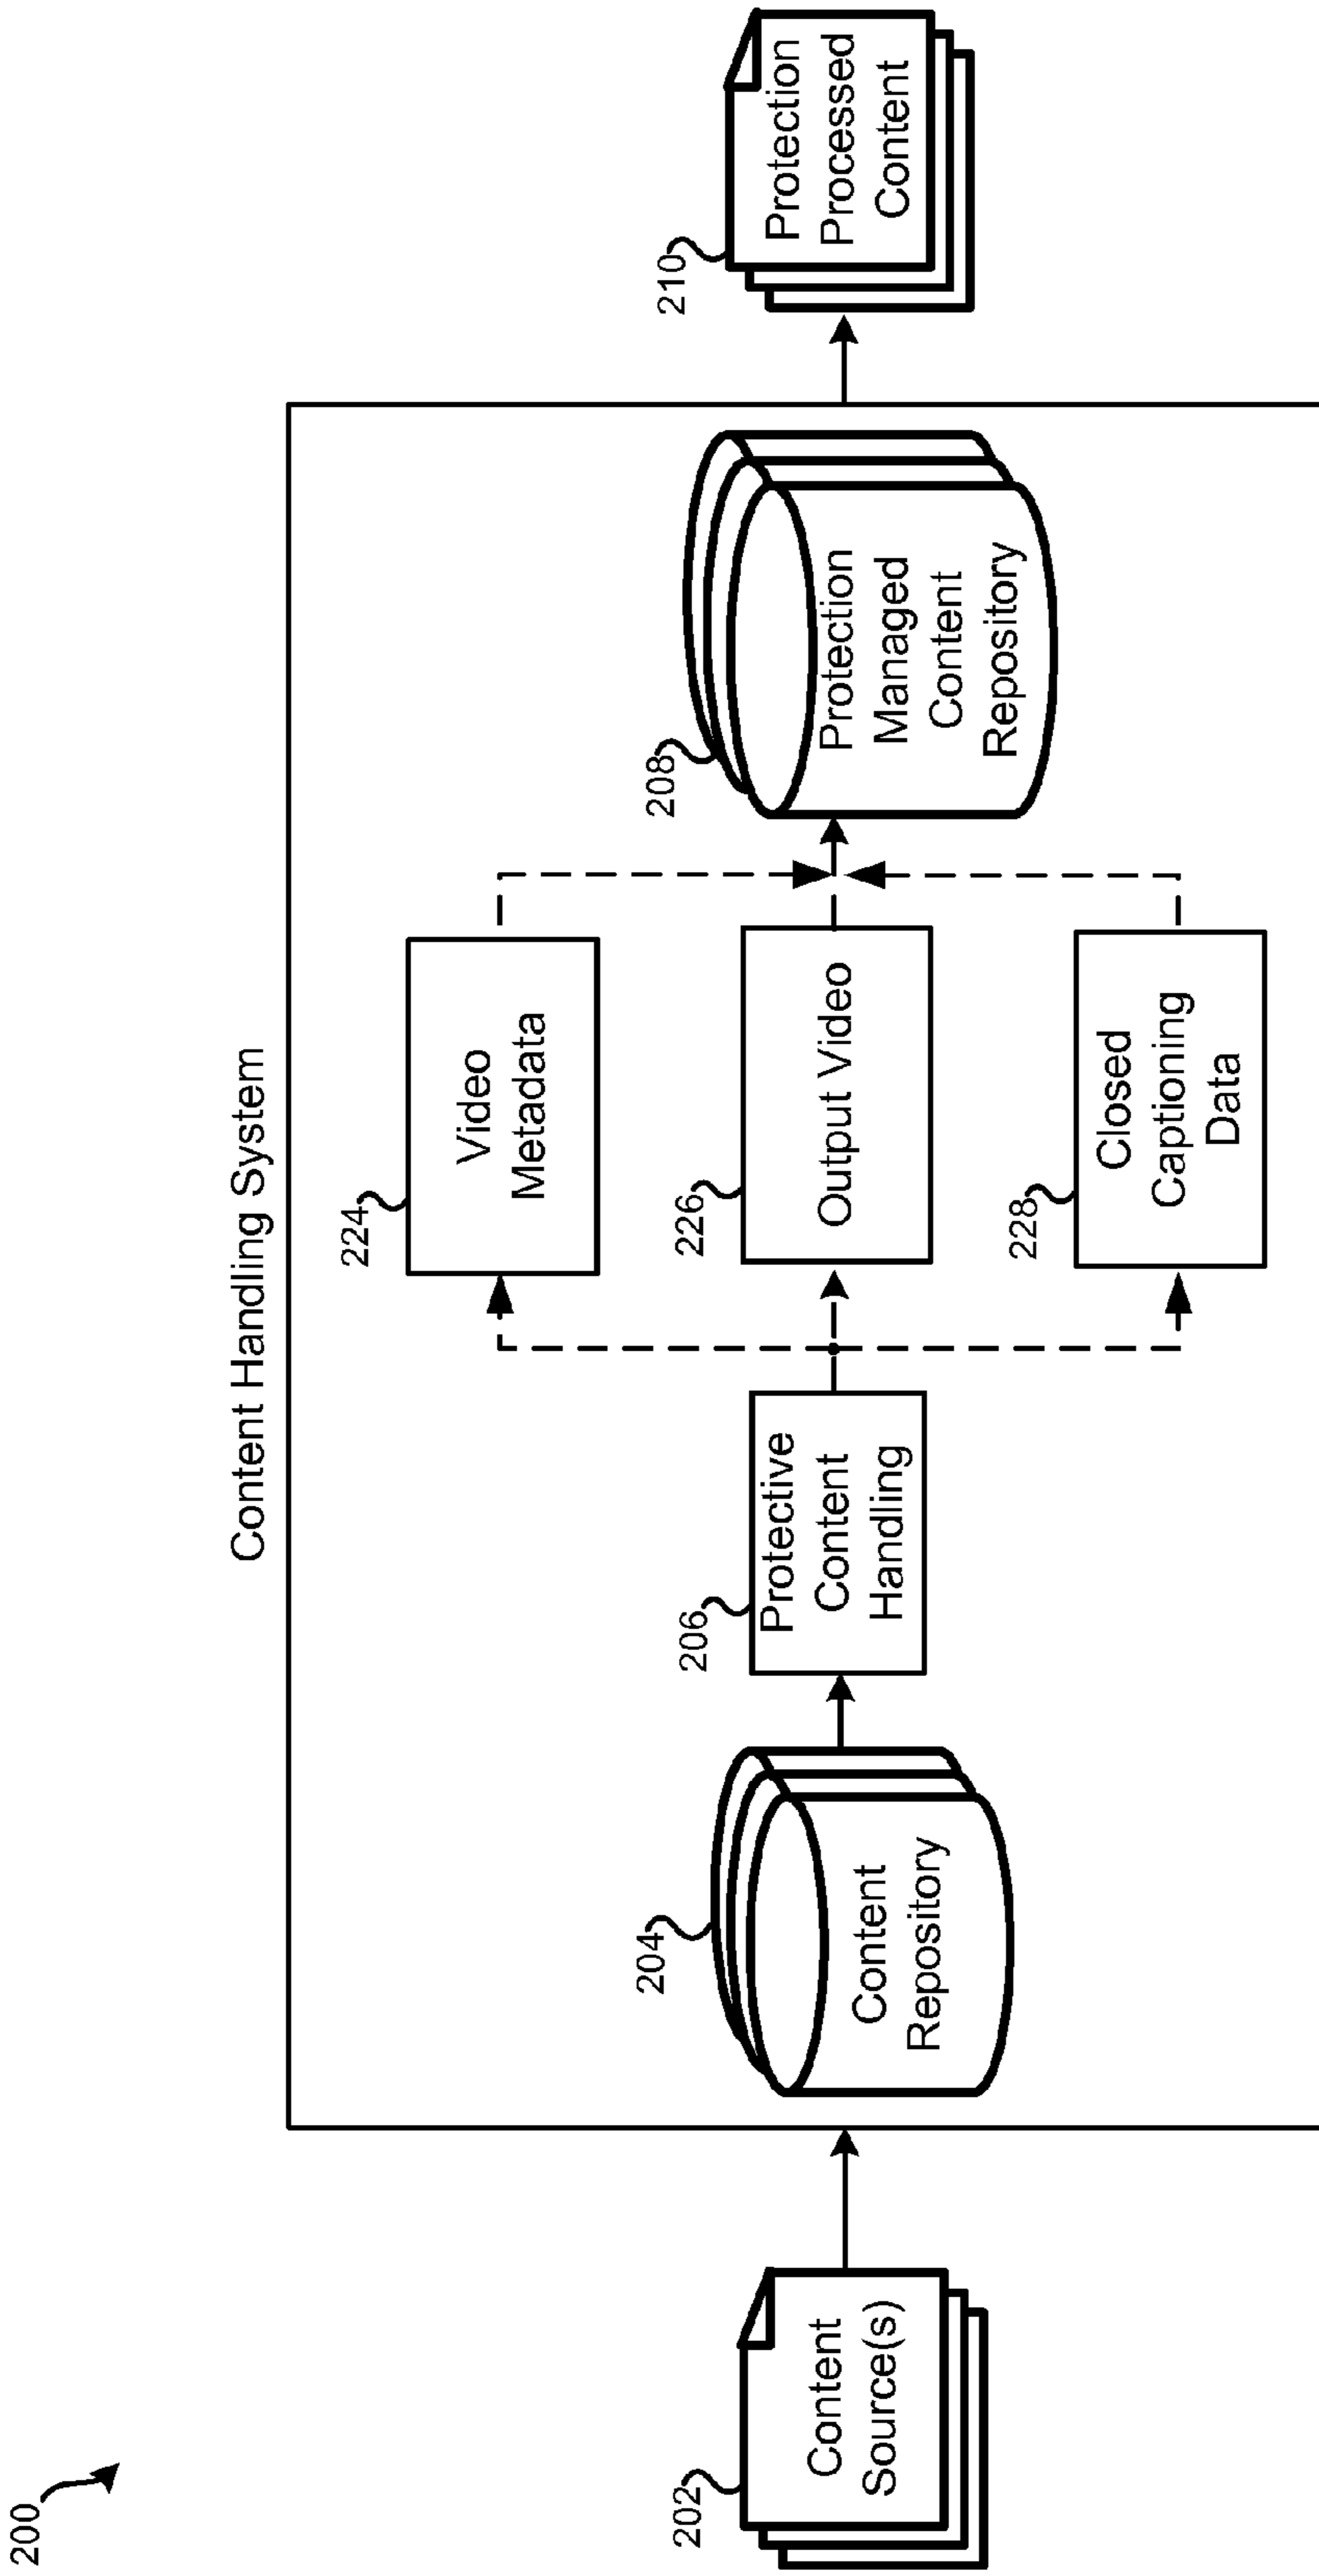 200
Content Handling System
202
Content
Source(s)
204
Content
Repository
206
Protective
Content
Handling
224
Video
Metadata
226
Output Video
228
Closed
Captioning
Data
208
Protection
Managed
Content
Repository
210
Protection
Processed
Content